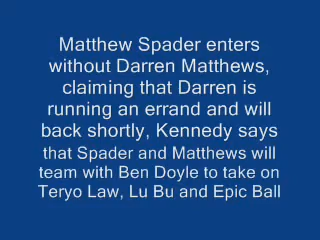 Matthew Spader enters
without Darren Matthews,
claiming that Darren is
running an errand and will
back shortly, Kennedy says
that Spader and Matthews will
team with Ben Doyle to take on
Teryo Law, Lu Bu and Epic Ball